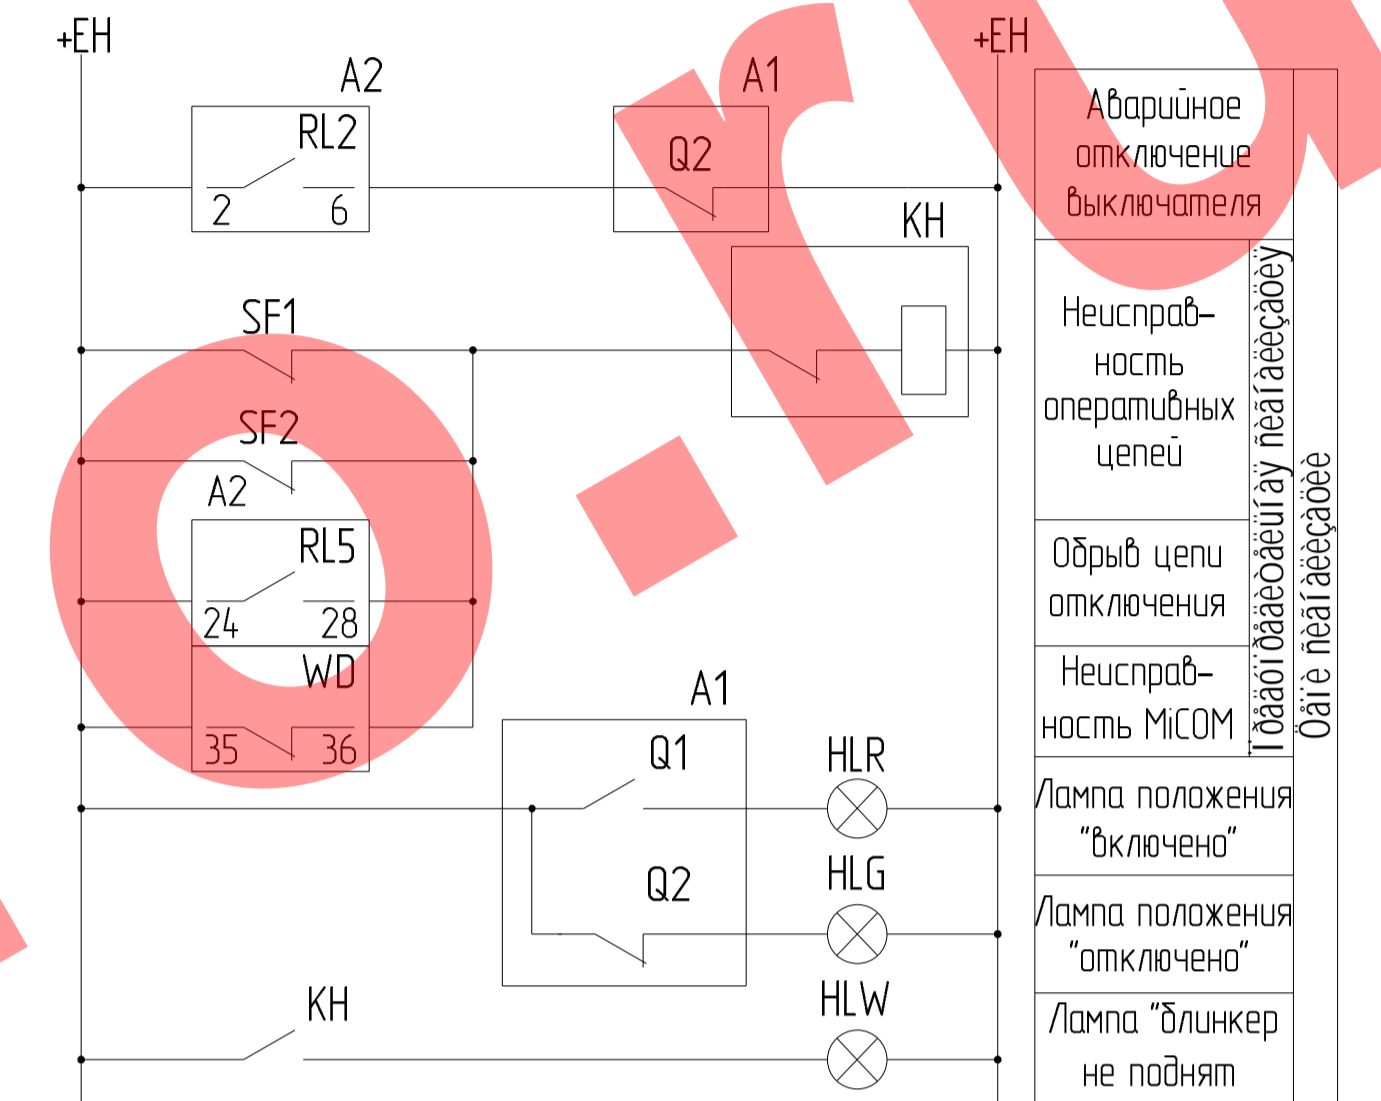 +EH
+EH
A2
A1
RL2
Q2
2
6
KH
SF1
SF2
A2
RL5
24
28
WD
35
36
A1
Q1
HLR
Q2
HLG
KH
HLW
Аварийное
отключение
выключателя
Неисправ-
ность
оперативных
цепей
Обрыв цепи
отключения
Неисправ-
ность MiCOM
Лампа положения
"включено"
Лампа положения
"отключено"
Лампа "блинкер
не поднят
o.ru